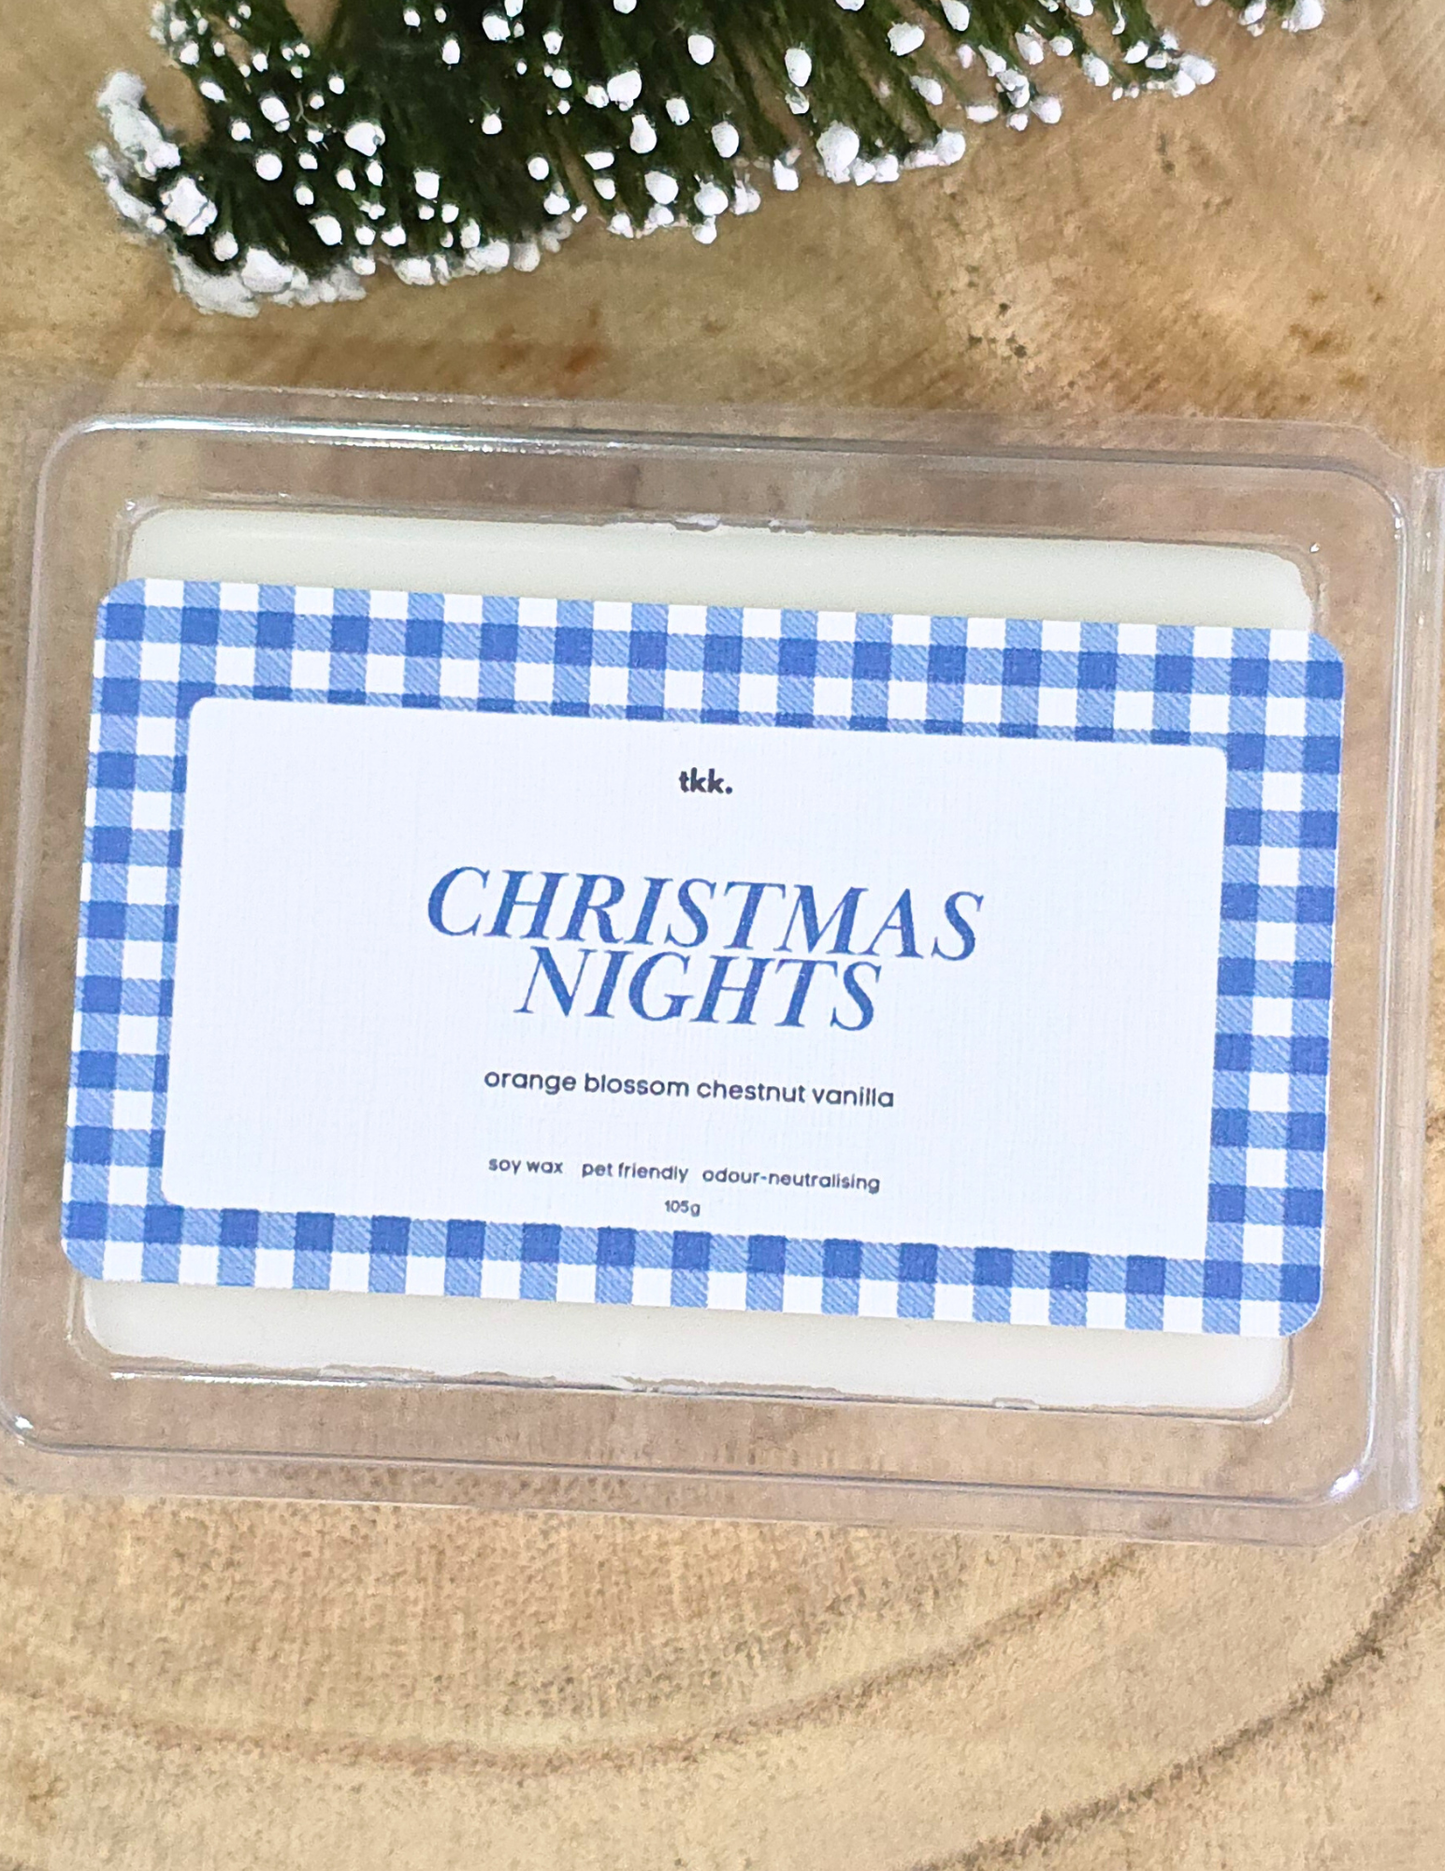 tkk.
CHRISTMAS
NIGHTS
orange blossom chestnut vanilla
soy wax pet friendly odour-neutralising
105g